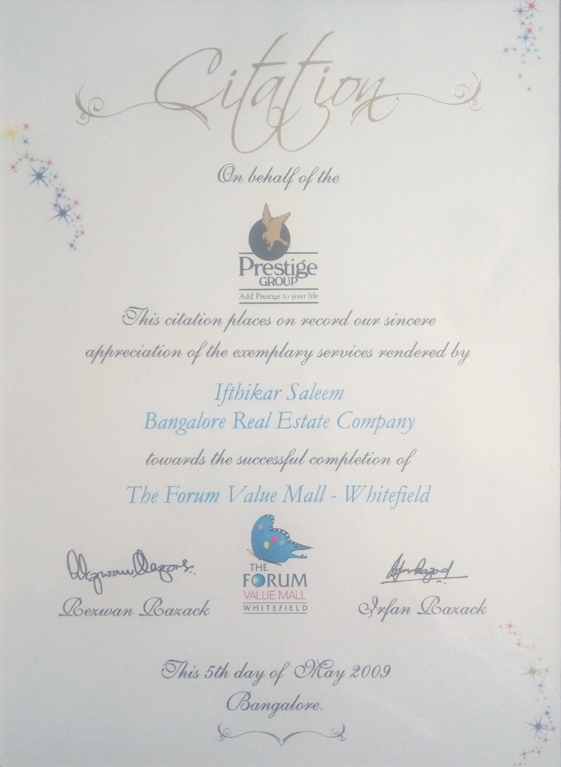 Citation
On behalf of the
Prestige
GROUP
Add Prestige to your life
This citation places on record our sincere
appreciation of the exemplary services rendered by
Ifthikar Saleem
Bangalore Real Estate Company
towards the successful completion of
The Forum Value Mall - Whitefield
THE
FORUM
VALUE MALL
WHITEFIELD
Rezwan Razack
Irfan Razack
This 5th day of May 2009
Bangalore.